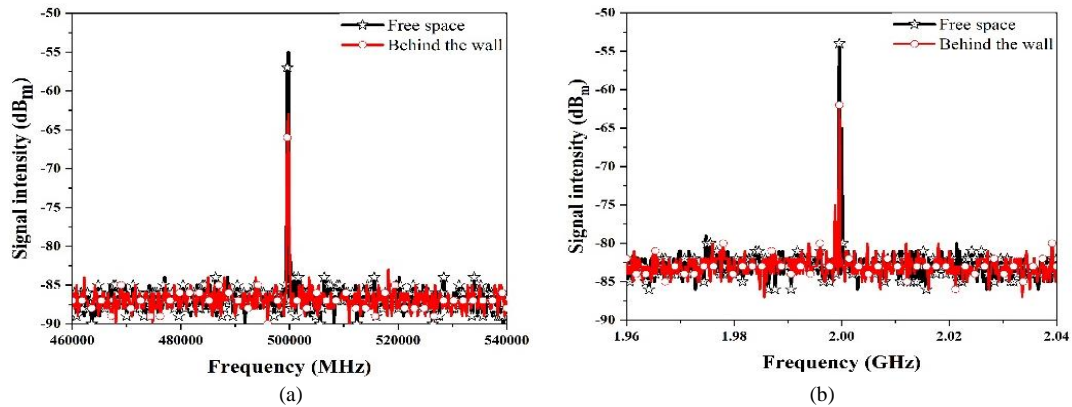 -50
-55
-60
-65
-70
-75
-80
-85
-90
Signal intensity (dBm)
Free space
Behind the wall
460000 480000 500000 520000 540000
Frequency (MHz)
(a)
-50
-55
-60
-65
-70
-75
-80
-85
-90
Signal intensity (dBm)
Free space
Behind the wall
1.96 1.98 2.00 2.02 2.04
Frequency (GHz)
(b)